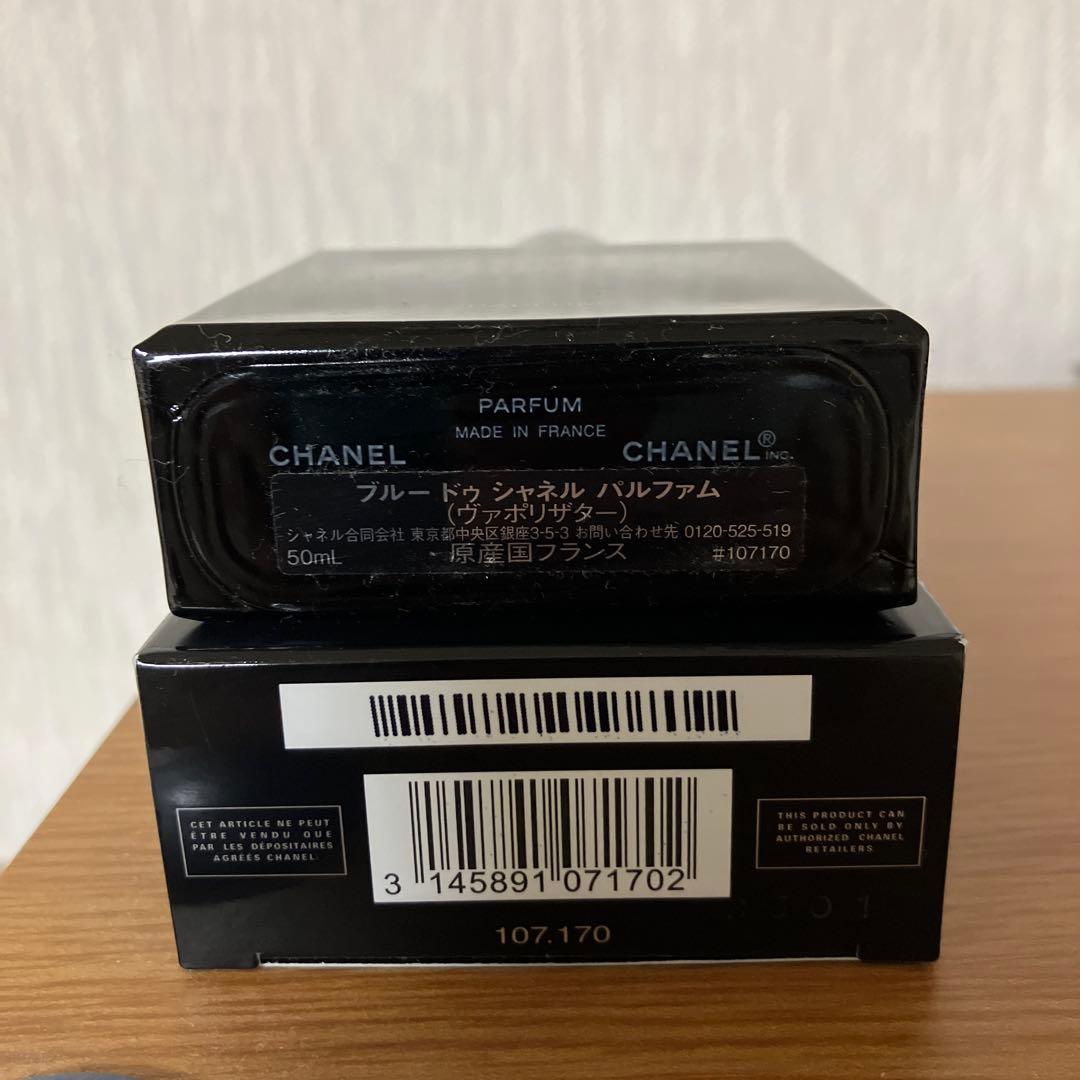 PARFUM
MADE IN FRANCE
CHANEL
CHANEL® INC.
ブルー ドゥ シャネル パルファム
(ヴァポリザター)
シャネル合同会社 東京都中央区銀座3-5-3 お問い合わせ先 0120-525-519
50mL 原産国フランス #107170
CET ARTICLE NE PEUT
ÊTRE VENDU QUE
PAR LES DÉPOSITAIRES
AGRÉÉS CHANEL.
THIS PRODUCT CAN
BE SOLD ONLY BY
AUTHORIZED CHANEL
RETAILERS
3 145891 071702
107.170